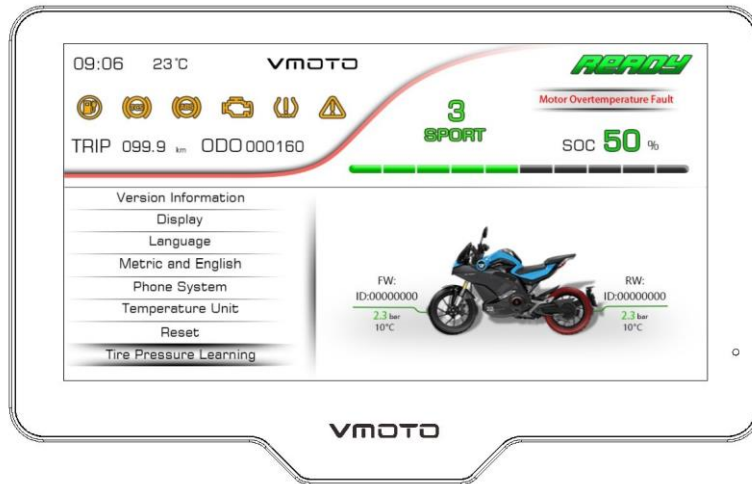 09:06 23°C VMOTO READY
Motor Overtemperature Fault
3
SPORT
TRIP 099.9 km ODO 000160
SOC 50 %
Version Information
Display
Language
Metric and English
Phone System
Temperature Unit
Reset
Tire Pressure Learning
FW:
ID:00000000
2.3 bar
10°C
RW:
ID:00000000
2.3 bar
10°C
VMOTO